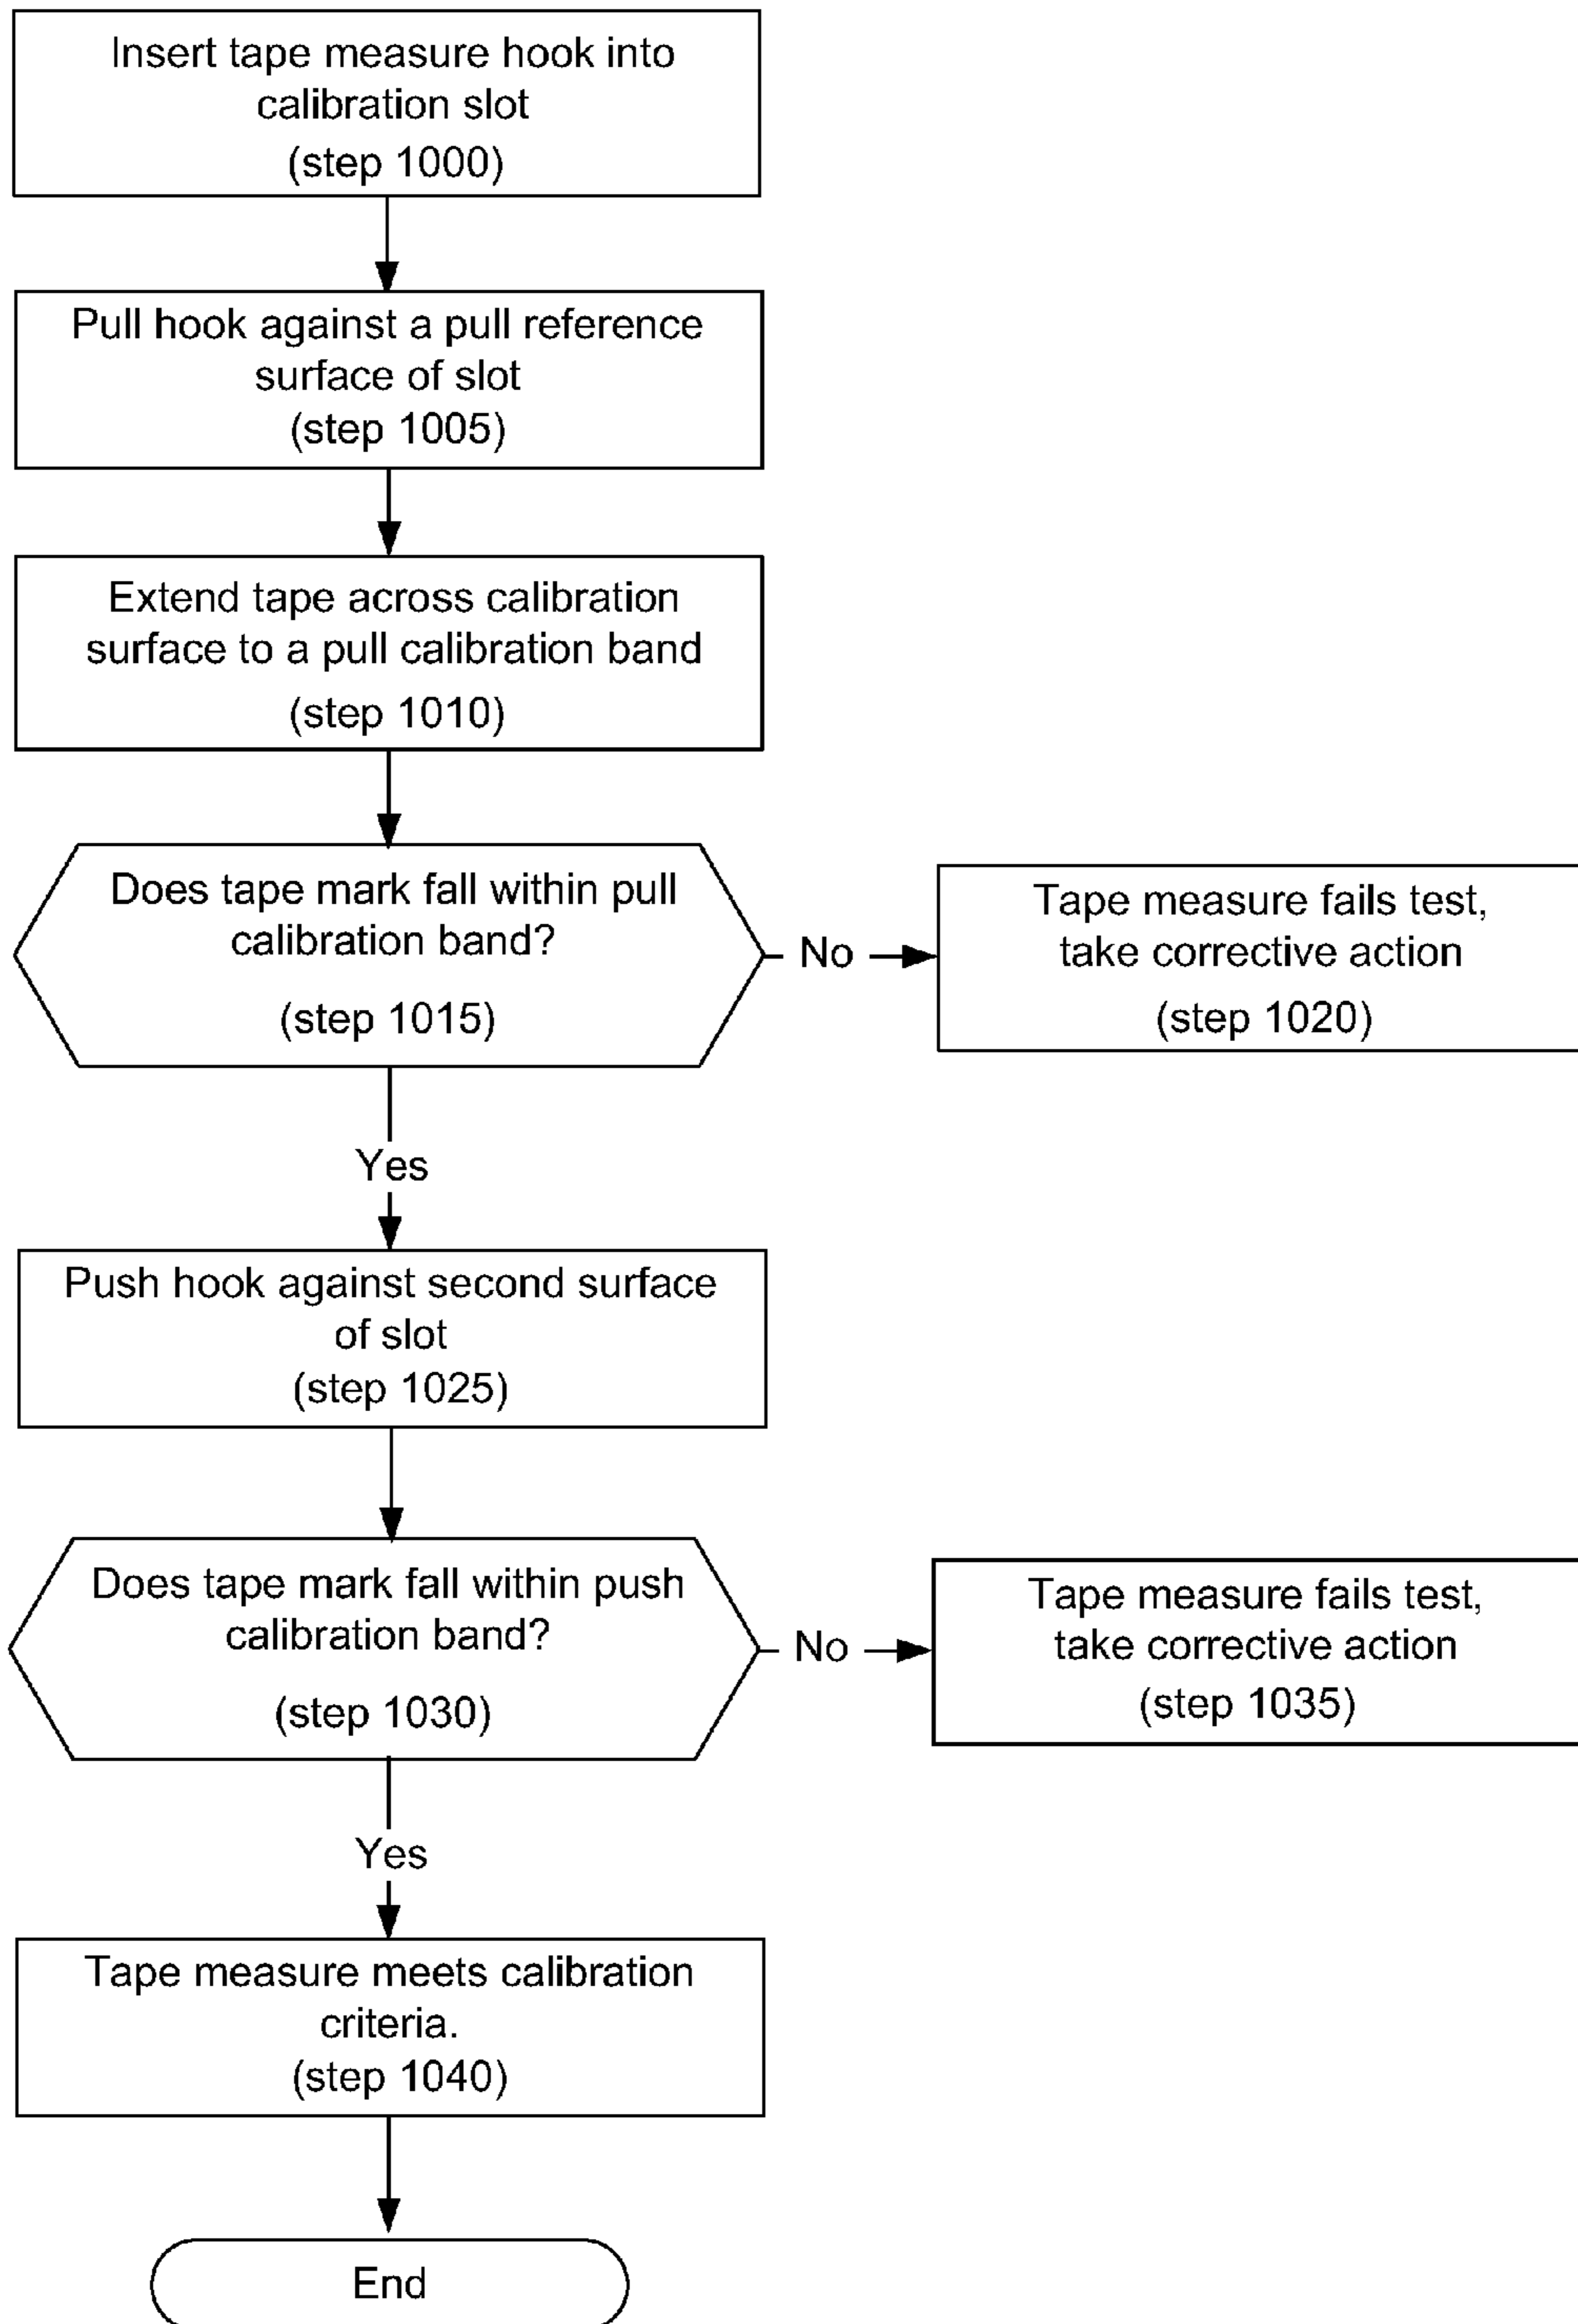 Insert tape measure hook into
calibration slot
(step 1000)
Pull hook against a pull reference
surface of slot
(step 1005)
Extend tape across calibration
surface to a pull calibration band
(step 1010)
Does tape mark fall within pull
calibration band?
(step 1015)
No
Tape measure fails test,
take corrective action
(step 1020)
Yes
Push hook against second surface
of slot
(step 1025)
Does tape mark fall within push
calibration band?
(step 1030)
No
Tape measure fails test,
take corrective action
(step 1035)
Yes
Tape measure meets calibration
criteria.
(step 1040)
End